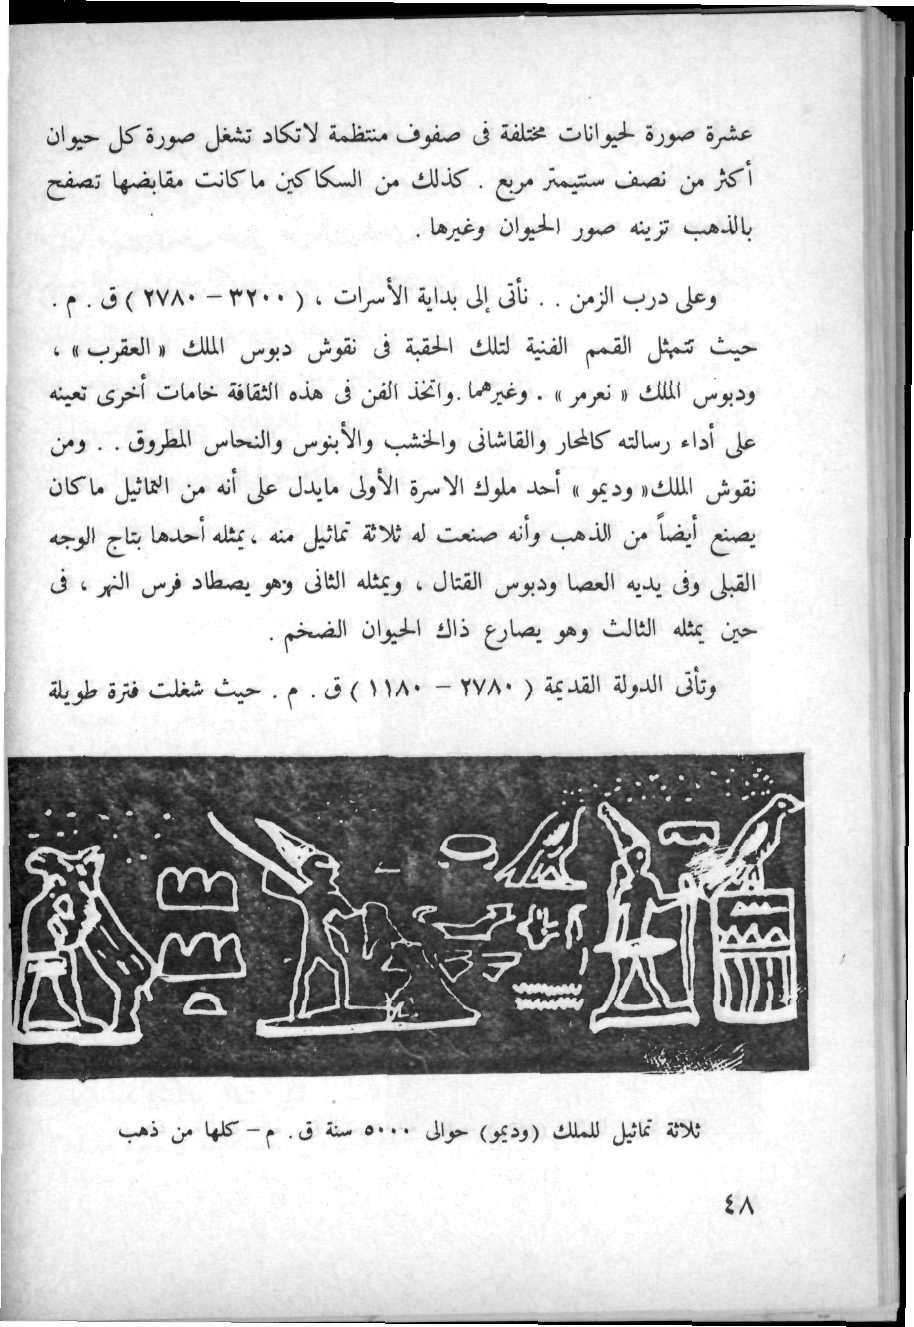 عشرة صورة لحيوانات مختلفة فى صفوف منتظمة لاتكاد تشغل صورة كل حيوان
أكثر من نصف سنتيمتر مربع . كذلك من السكاكين ماكانت مقابضها تصفح
بالذهب تزينه صور الحيوان وغيرها .
وعلى درب الزمن . . نأتى إلى بداية الأسرات ، ( ٣٢٠٠ – ٢٧٨٠ ) ق . م .
حيث تتمثل القمم الفنية لتلك الحقبة فى نقوش دبوس الملك « العقرب » ،
ودبوس الملك « نعرمر » . وغيرهما .واتخذ الفن فى هذه الثقافة خامات أخرى تعينه
على أداء رسالته كالمحار والقاشانى والخشب والأبنوس والنحاس المطروق . . ومن
نقوش الملك« وديمو » أحد ملوك الاسرة الأولى مايدل على أنه من التماثيل ماكان
يصنع أيضاً من الذهب وأنه صنعت له ثلاثة تماثيل منه ، يمثله أحدها بتاج الوجه
القبلى وفى يديه العصا ودبوس القتال ، ويمثله الثانى وهو يصطاد فرس النهر ، فى
حين يمثله الثالث وهو يصارع ذاك الحيوان الضخم .
وتأتى الدولة القديمة ( ٢٧٨٠ – ١١٨٠ ) ق . م . حيث شغلت فترة طويلة
ثلاثة تماثيل للملك (وديمو) حوالى ٥٠٠٠ سنة ق . م – كلها من ذهب
٤٨